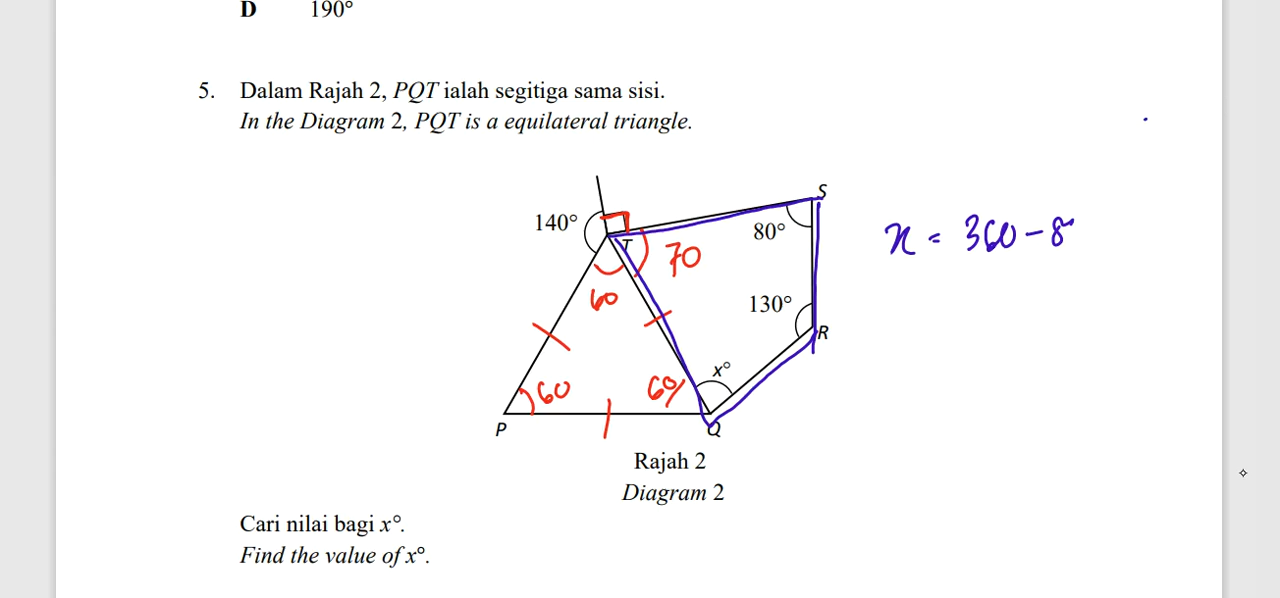 D 190°
5. Dalam Rajah 2, PQT ialah segitiga sama sisi.
In the Diagram 2, PQT is a equilateral triangle.
S
140°
80°
T
70
x = 360 - 8
60
130°
R
x°
60
60
P
Q
Rajah 2
Diagram 2
Cari nilai bagi x°.
Find the value of x°.